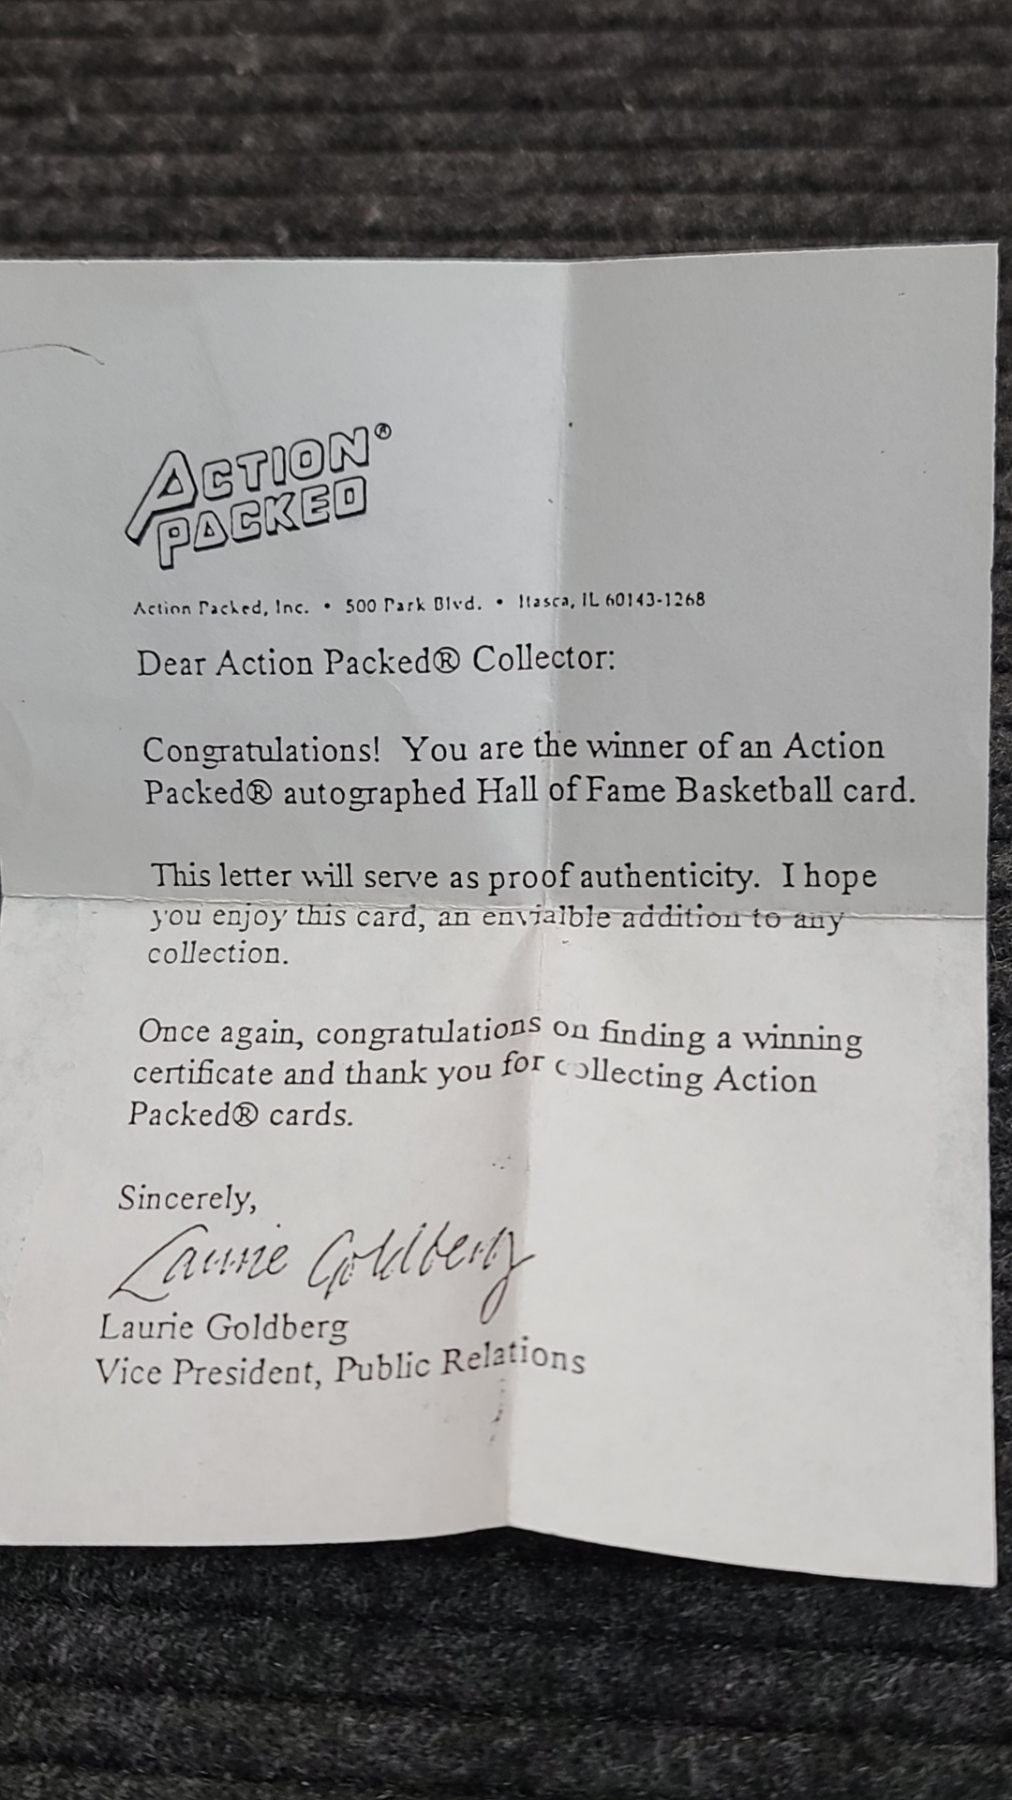 ACTION®
PACKED
Action Packed, Inc. • 500 Park Blvd. • Itasca, IL 60143-1268
Dear Action Packed® Collector:
Congratulations! You are the winner of an Action
Packed® autographed Hall of Fame Basketball card.
This letter will serve as proof authenticity. I hope
you enjoy this card, an envialble addition to any
collection.
Once again, congratulations on finding a winning
certificate and thank you for collecting Action
Packed® cards.
Sincerely,
Laurie Goldberg
Laurie Goldberg
Vice President, Public Relations